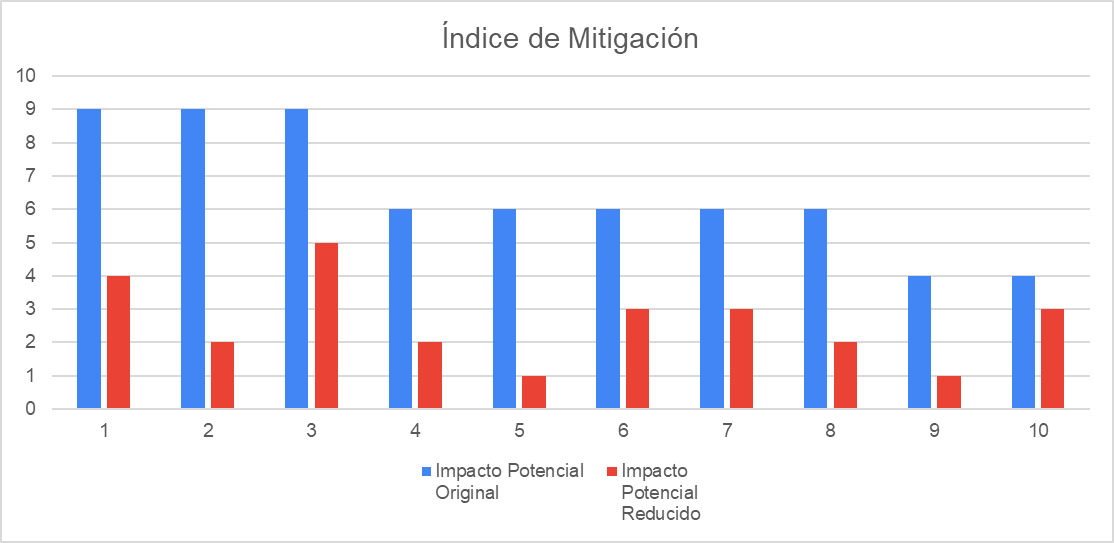 Índice de Mitigación
10
9
8
7
6
5
4
3
2
1
0
1 2 3 4 5 6 7 8 9 10
Impacto Potencial
Original
Impacto
Potencial
Reducido